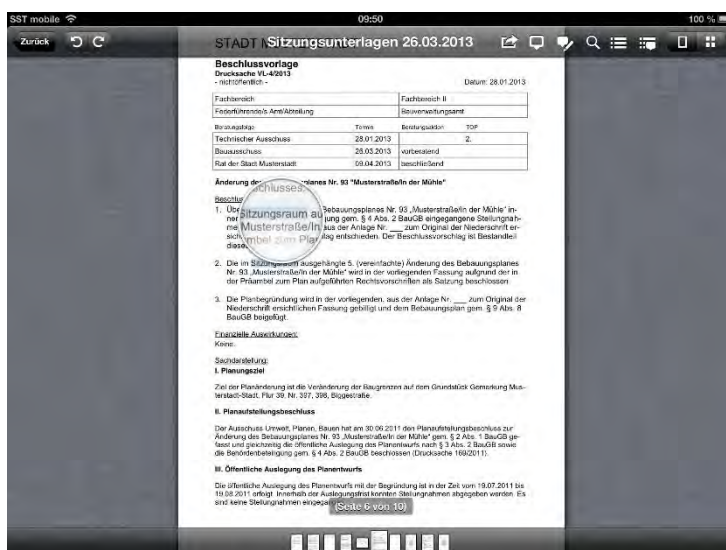 SST mobile 09:50 100 %
Zurück STADT Sitzungsunterlagen 26.03.2013
Beschlussvorlage
Drucksache VL-4/2013
- nichtöffentlich - Datum: 28.01.2013
Fachbereich Fachbereich II
Federführende/s Amt/Abteilung Bauverwaltungsamt
Beratungsfolge Termin Beratungsaktion TOP
Technischer Ausschuss 28.01.2013 2.
Bauausschuss 26.03.2013 vorberatend
Rat der Stadt Musterstadt 09.04.2013 beschließend
Änderung des planes Nr. 93 "Musterstraße/In der Mühle"
chlusses.
Sitzungsraum au
Musterstraße/In
mbel zum Plan
1. Bebauungsplanes Nr. 93 „Musterstraße/In der Mühle" in-
gem. § 4 Abs. 2 BauGB eingegangene Stellungnah-
aus der Anlage Nr. ___ zum Original der Niederschrift er-
entschieden. Der Beschlussvorschlag ist Bestandteil
2. Die im Sitzungsraum ausgehängte 5. (vereinfachte) Änderung des Bebauungsplanes
Nr. 93 „Musterstraße/In der Mühle" wird in der vorliegenden Fassung aufgrund der in
der Präambel zum Plan aufgeführten Rechtsvorschriften als Satzung beschlossen.
3. Die Planbegründung wird in der vorliegenden, aus der Anlage Nr. ___ zum Original der
Niederschrift ersichtlichen Fassung gebilligt und dem Bebauungsplan gem. § 9 Abs. 8
BauGB beigefügt.
Finanzielle Auswirkungen:
Keine.
Sachdarstellung:
I. Planungsziel
Ziel der Planänderung ist die Veränderung der Baugrenzen auf dem Grundstück Gemarkung Mus-
terstadt-Stadt, Flur 39, Nr. 397, 398, Biggestraße.
II. Planaufstellungsbeschluss
Der Ausschuss Umwelt, Planen, Bauen hat am 30.06.2011 den Planaufstellungsbeschluss zur
Änderung des Bebauungsplanes Nr. 93 „Musterstraße/In der Mühle" gem. § 2 Abs. 1 BauGB ge-
fasst und gleichzeitig die öffentliche Auslegung des Planentwurfs nach § 3 Abs. 2 BauGB sowie
die Behördenbeteiligung gem. § 4 Abs. 2 BauGB beschlossen (Drucksache 169/2011).
III. Öffentliche Auslegung des Planentwurfs
Die öffentliche Auslegung des Planentwurfs mit der Begründung ist in der Zeit vom 19.07.2011 bis
19.08.2011 erfolgt. Innerhalb der Auslegungsfrist konnten Stellungnahmen abgegeben werden. Es
sind keine Stellungnahmen eingegangen
(Seite 6 von 10)